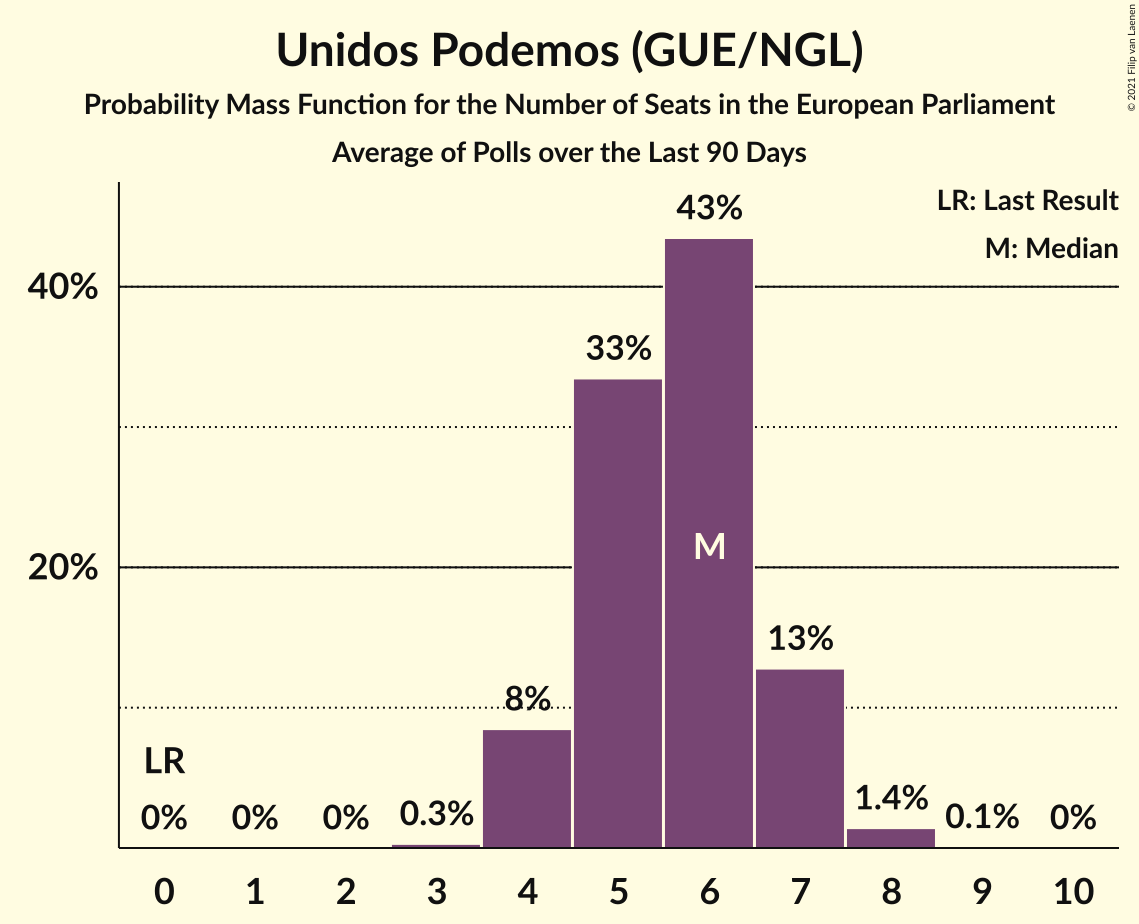 Unidos Podemos (GUE/NGL)
Probability Mass Function for the Number of Seats in the European Parliament
Average of Polls over the Last 90 Days
© 2021 Filip van Laenen
LR: Last Result
M: Median
43%
40%
33%
M
20%
13%
8%
LR
0% 0% 0% 0.3% 1.4% 0.1% 0%
0 1 2 3 4 5 6 7 8 9 10